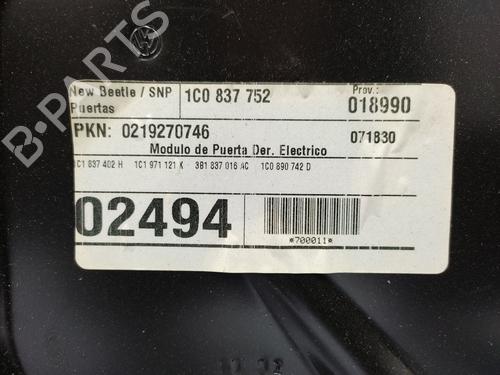 B-PARTS
New Beetle / SNP
Puertas
1C0 837 752
Prov.:
018990
PKN: 0219270746
071830
Modulo de Puerta Der. Electrico
1C1 837 402 H 1C1 971 121 K 3B1 837 016 AC 1C0 890 742 D
02494
*700011*